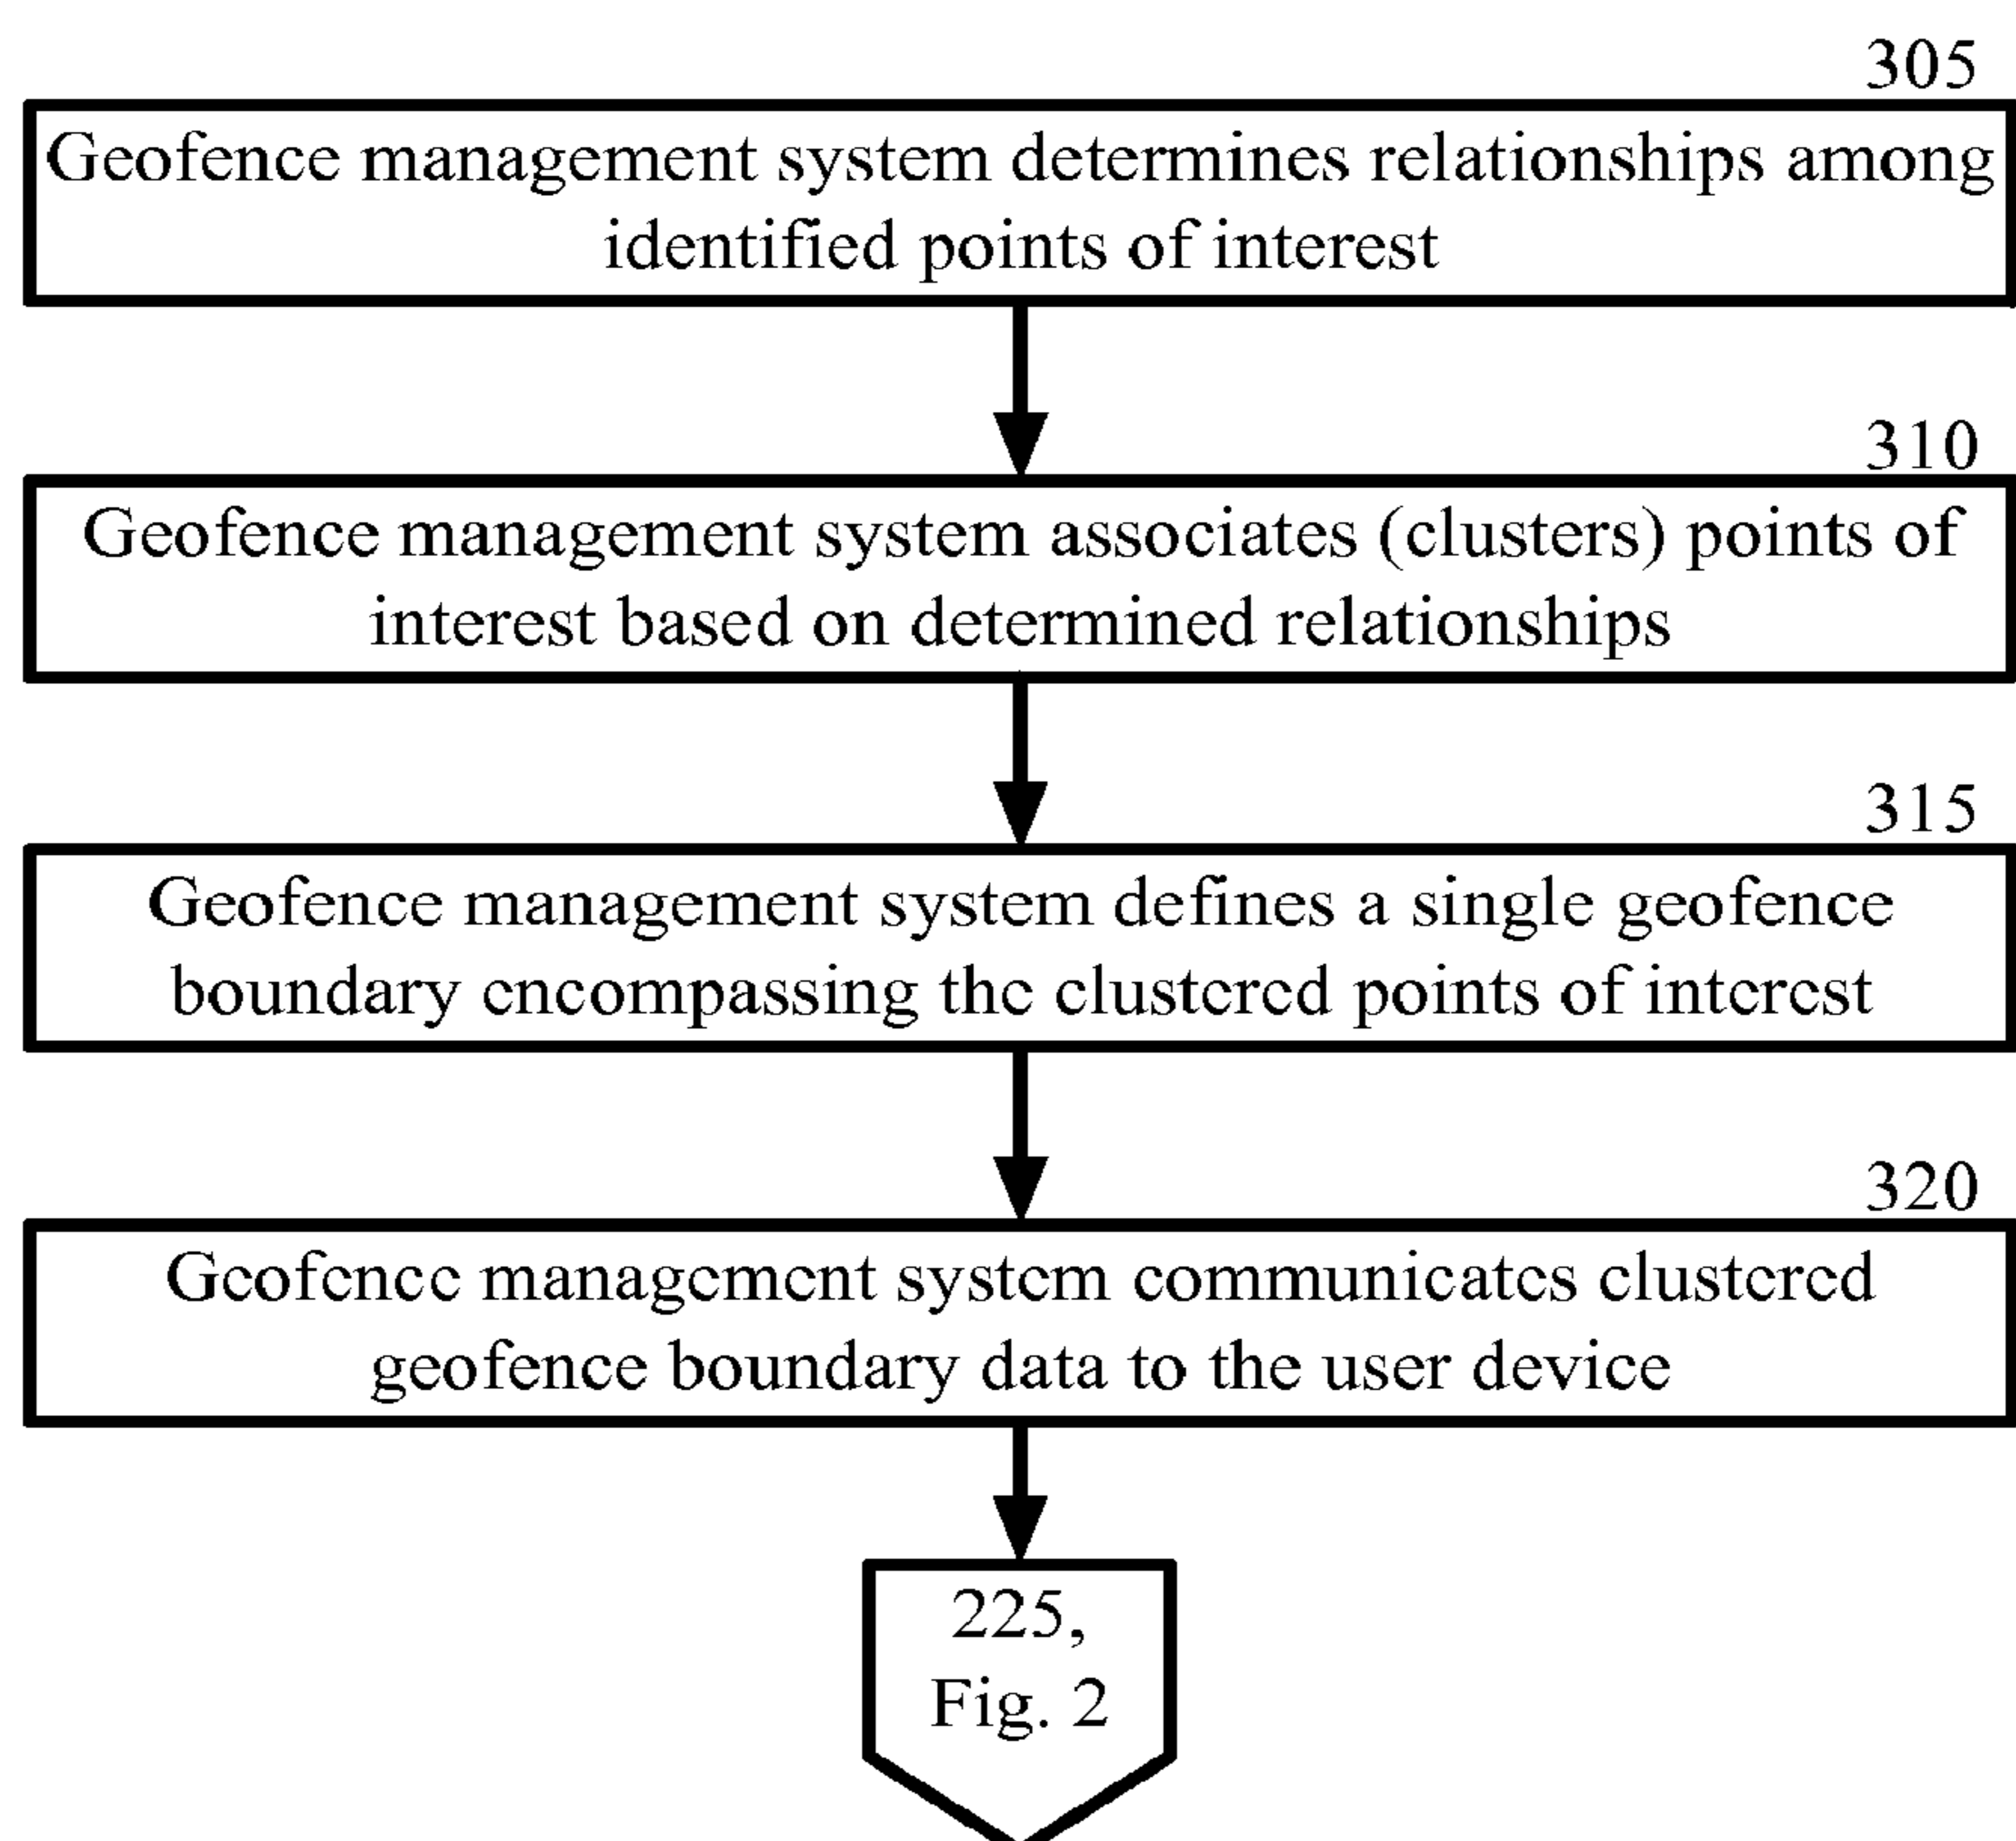 305
Geofence management system determines relationships among
identified points of interest
310
Geofence management system associates (clusters) points of
interest based on determined relationships
315
Geofence management system defines a single geofence
boundary encompassing the clustered points of interest
320
Geofence management system communicates clustered
geofence boundary data to the user device
225,
Fig. 2